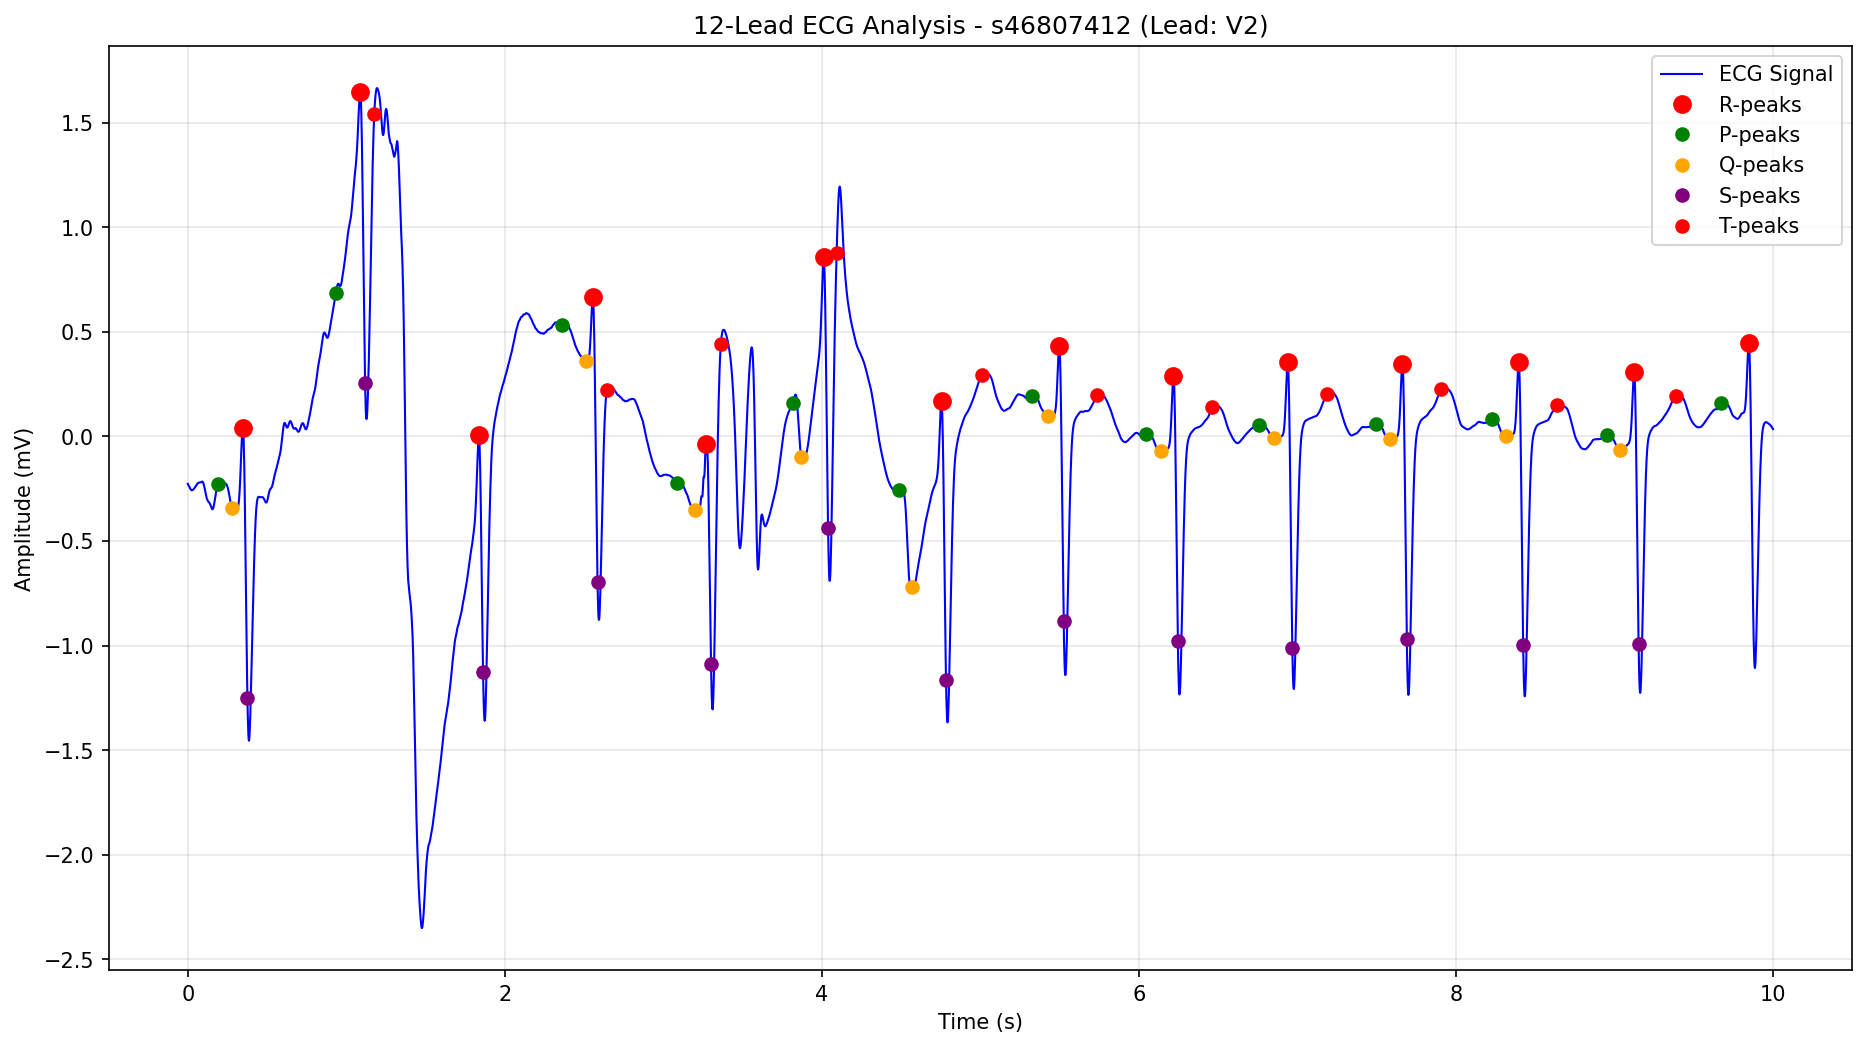 12-Lead ECG Analysis - s46807412 (Lead: V2)
ECG Signal
R-peaks
P-peaks
Q-peaks
S-peaks
T-peaks
Amplitude (mV)
1.5
1.0
0.5
0.0
−0.5
−1.0
−1.5
−2.0
−2.5
0 2 4 6 8 10
Time (s)